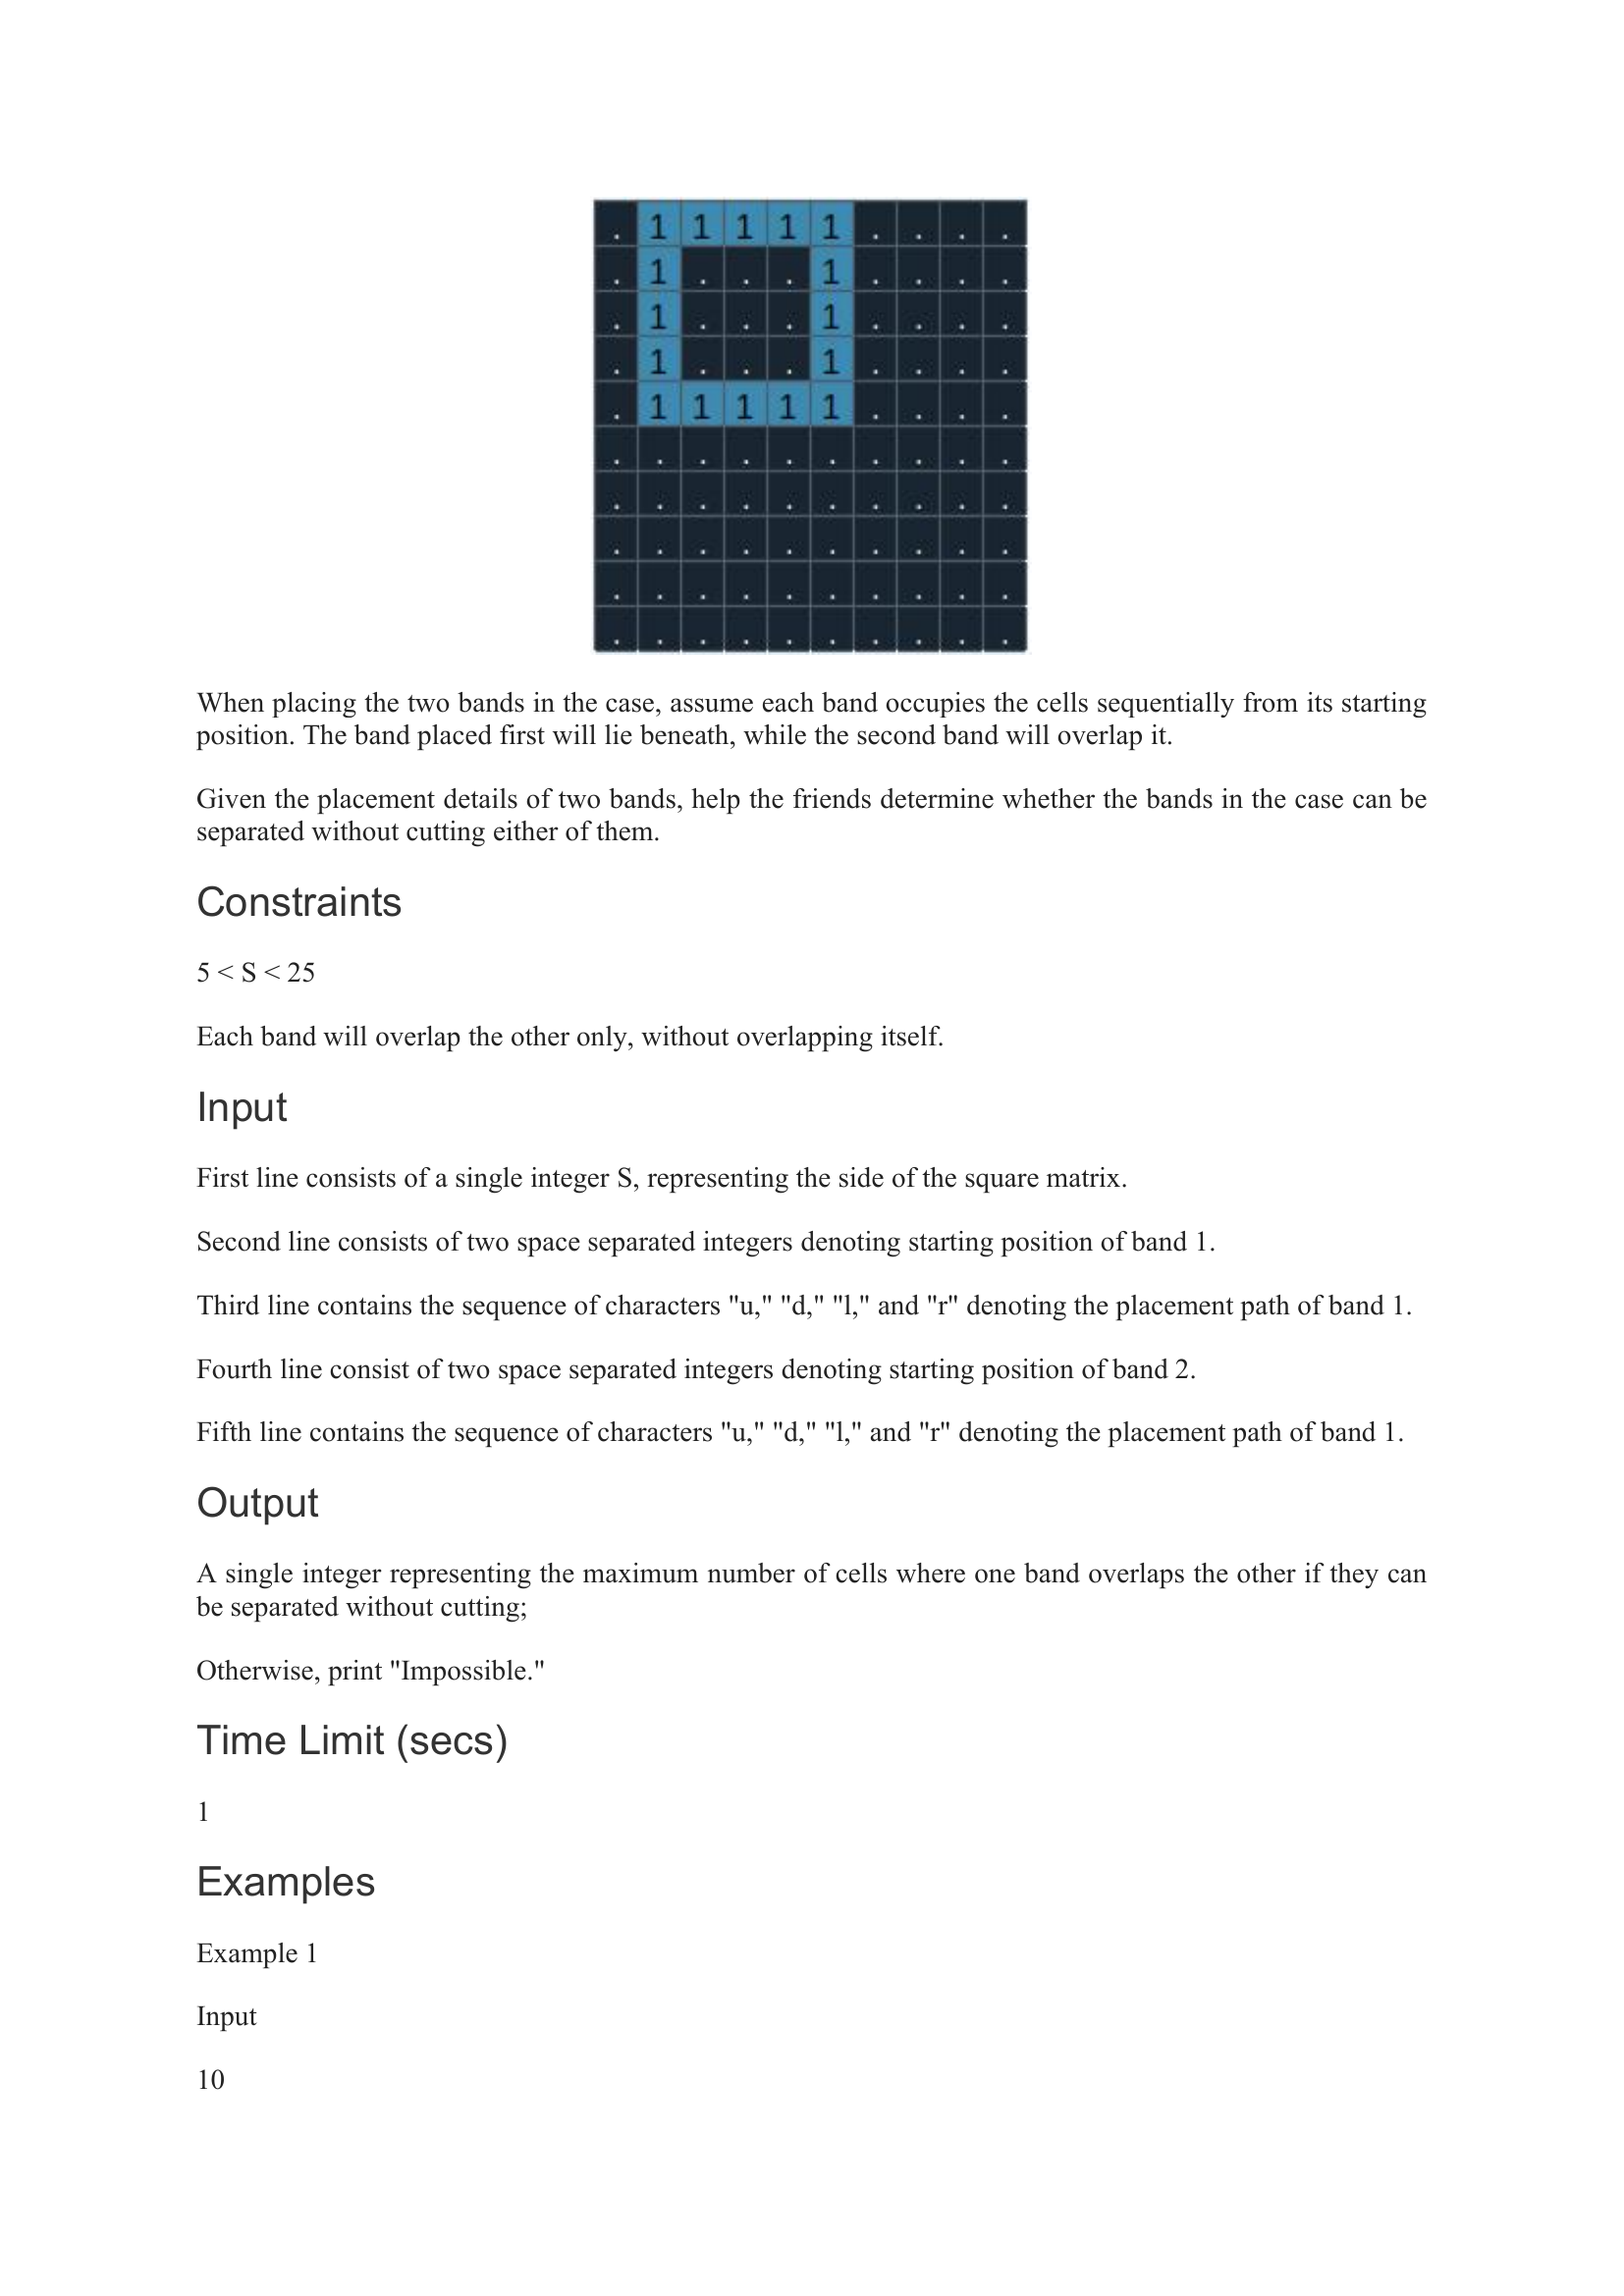 . 1 1 1 1 1 . . . .
. 1 . . . 1 . . . .
. 1 . . . 1 . . . .
. 1 . . . 1 . . . .
. 1 1 1 1 1 . . . .
. . . . . . . . . .
. . . . . . . . . .
. . . . . . . . . .
. . . . . . . . . .
. . . . . . . . . .
When placing the two bands in the case, assume each band occupies the cells sequentially from its starting
position. The band placed first will lie beneath, while the second band will overlap it.
Given the placement details of two bands, help the friends determine whether the bands in the case can be
separated without cutting either of them.
Constraints
5 < S < 25
Each band will overlap the other only, without overlapping itself.
Input
First line consists of a single integer S, representing the side of the square matrix.
Second line consists of two space separated integers denoting starting position of band 1.
Third line contains the sequence of characters "u," "d," "l," and "r" denoting the placement path of band 1.
Fourth line consist of two space separated integers denoting starting position of band 2.
Fifth line contains the sequence of characters "u," "d," "l," and "r" denoting the placement path of band 1.
Output
A single integer representing the maximum number of cells where one band overlaps the other if they can
be separated without cutting;
Otherwise, print "Impossible."
Time Limit (secs)
1
Examples
Example 1
Input
10